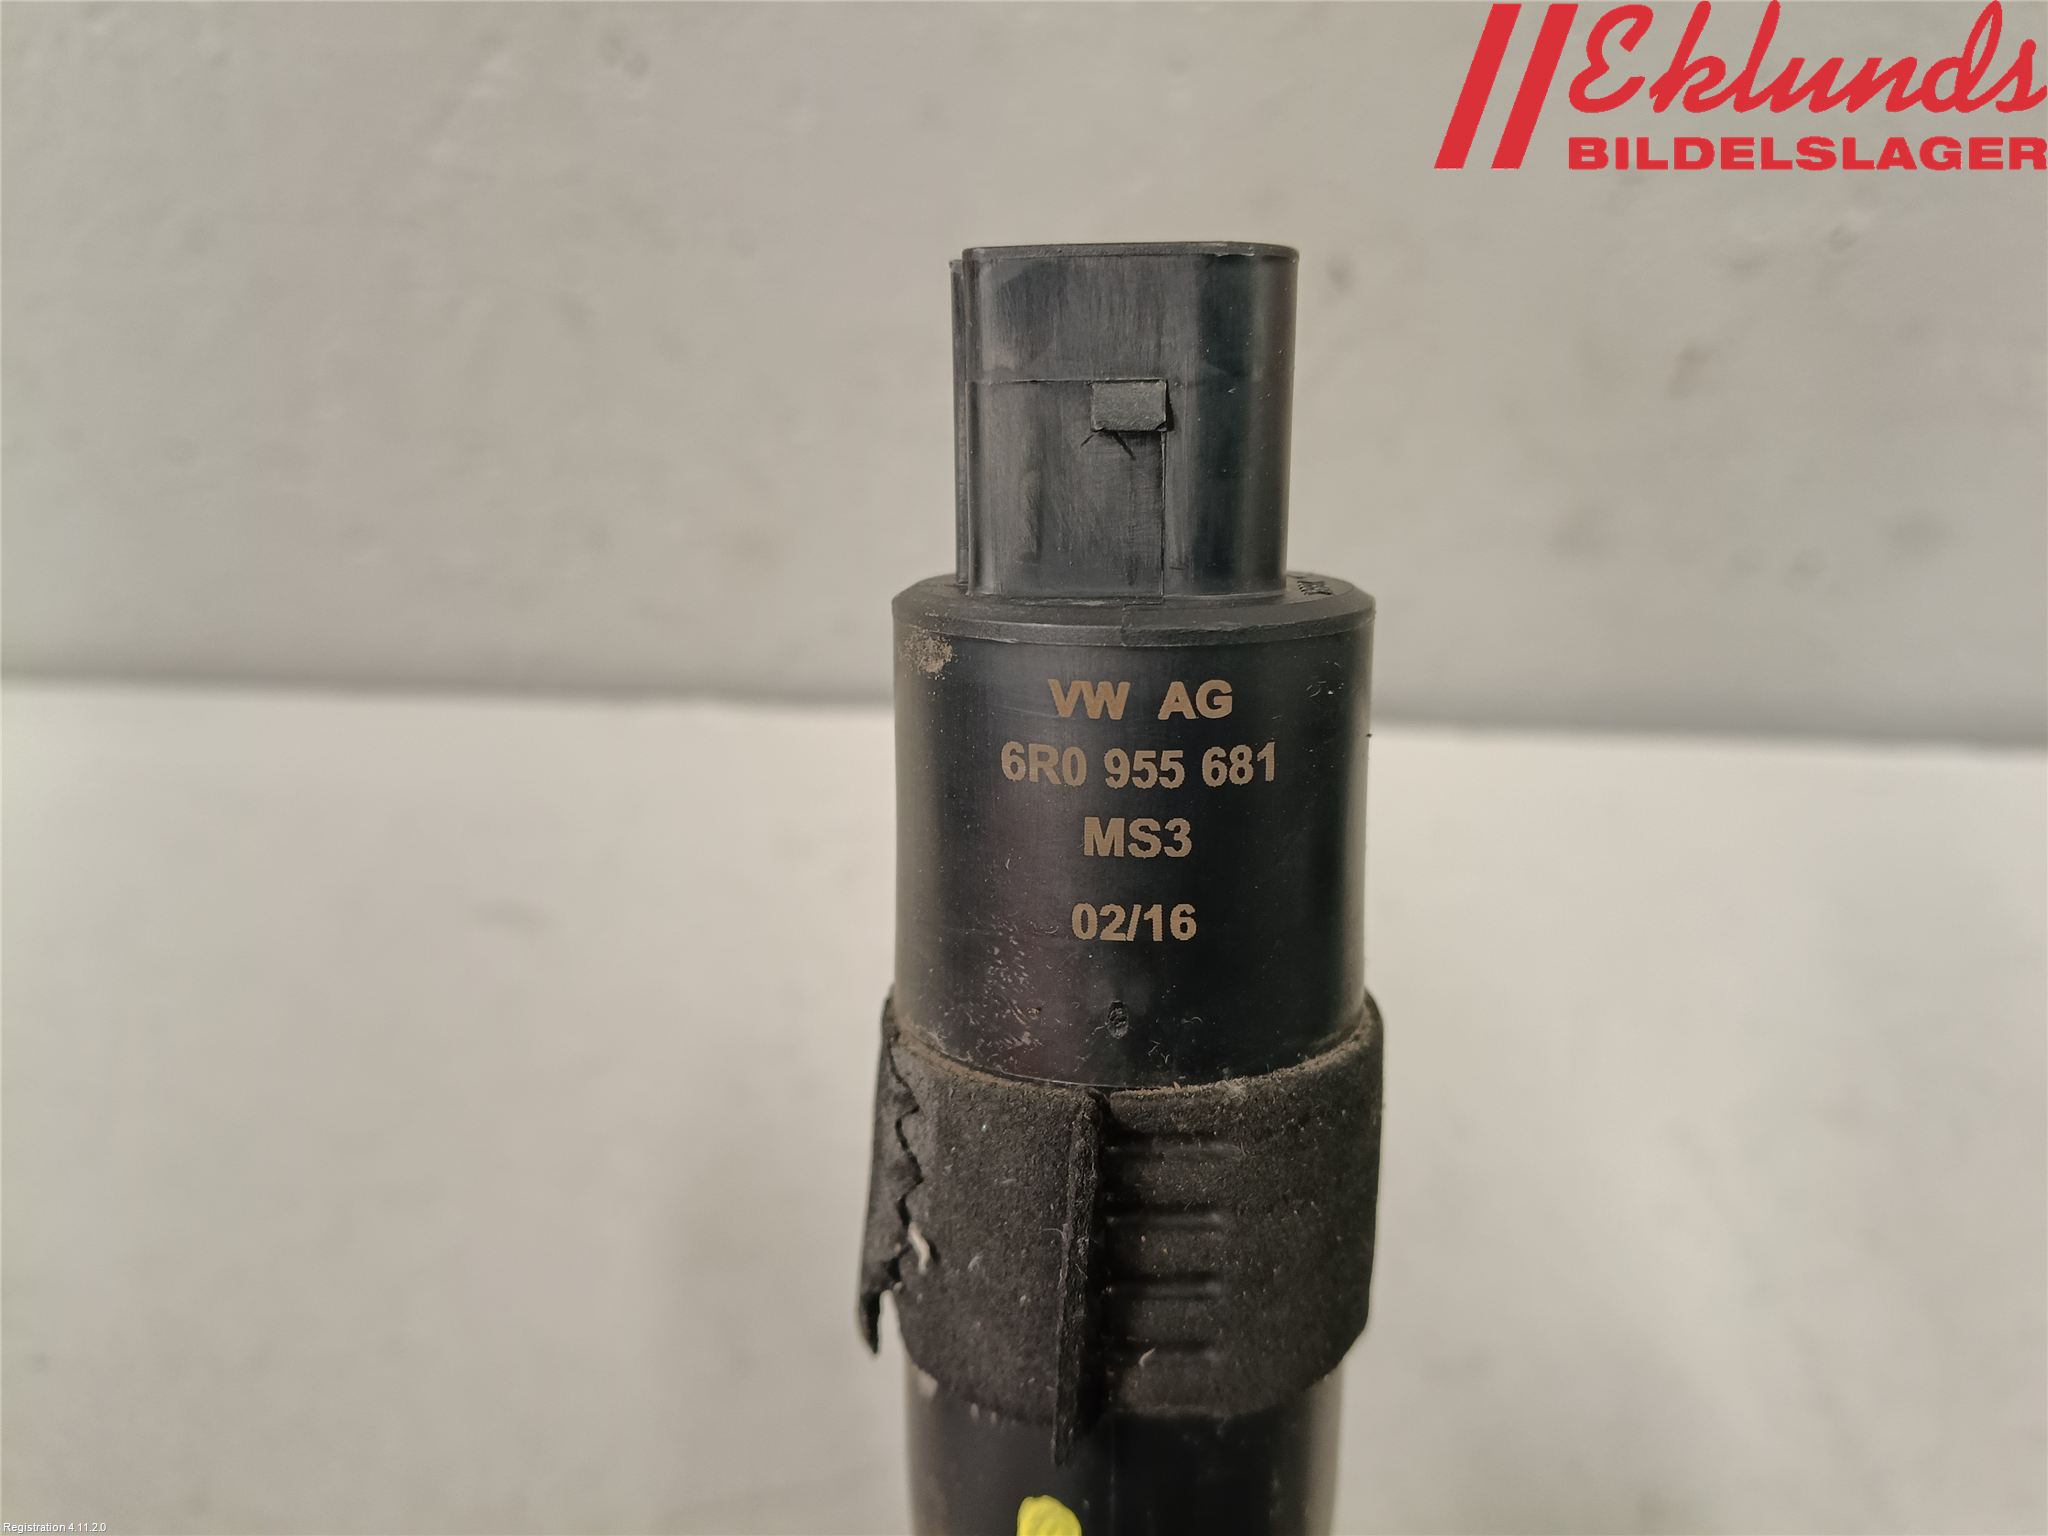 Eklunds
BILDELSLAGER
VW AG
6R0 955 681
MS3
02/16
Registration 4.11.2.0